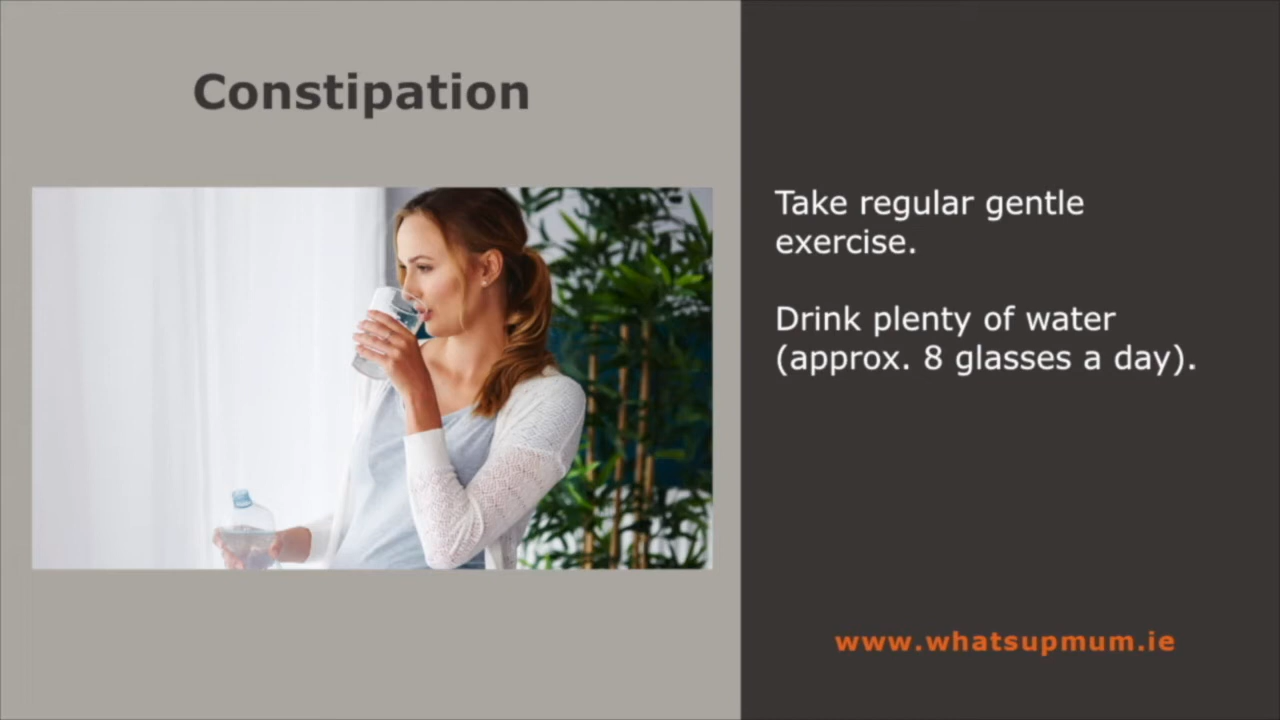 Constipation
Take regular gentle
exercise.
Drink plenty of water
(approx. 8 glasses a day).
www.whatsupmum.ie